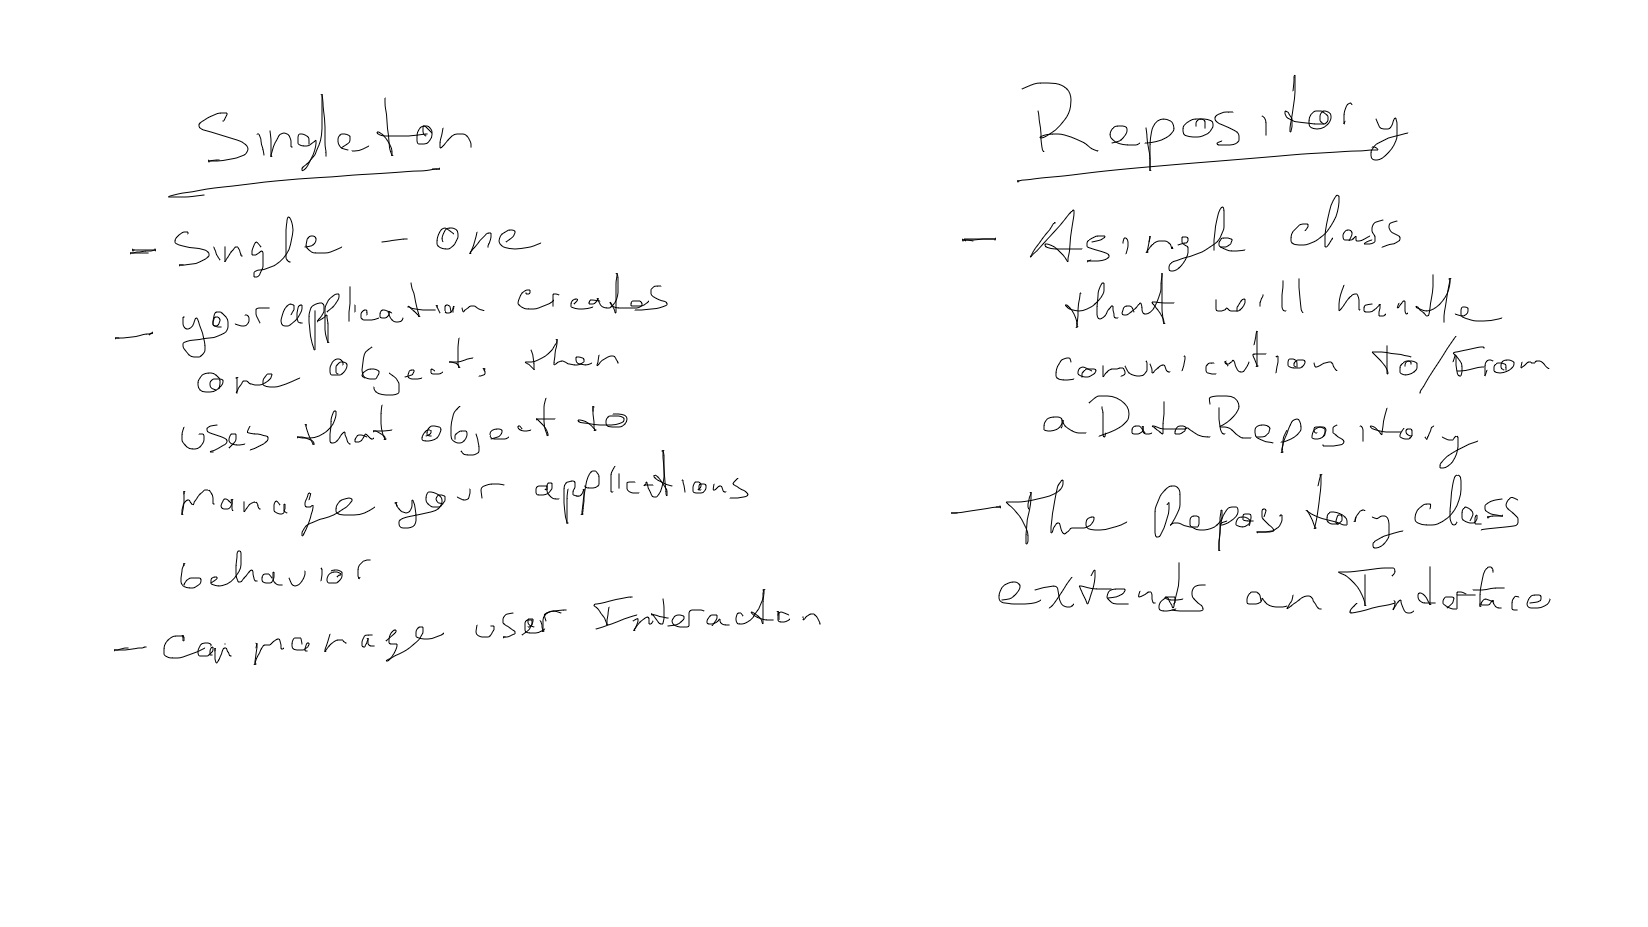 Singleton
- Single - one
- your application creates
one object, then
uses that object to
manage your applications
behavior
- Can manage user Interaction
Repository
- A single class
that will handle
comunication to/From
a Data Repository
- The Repository class
extends an Interface